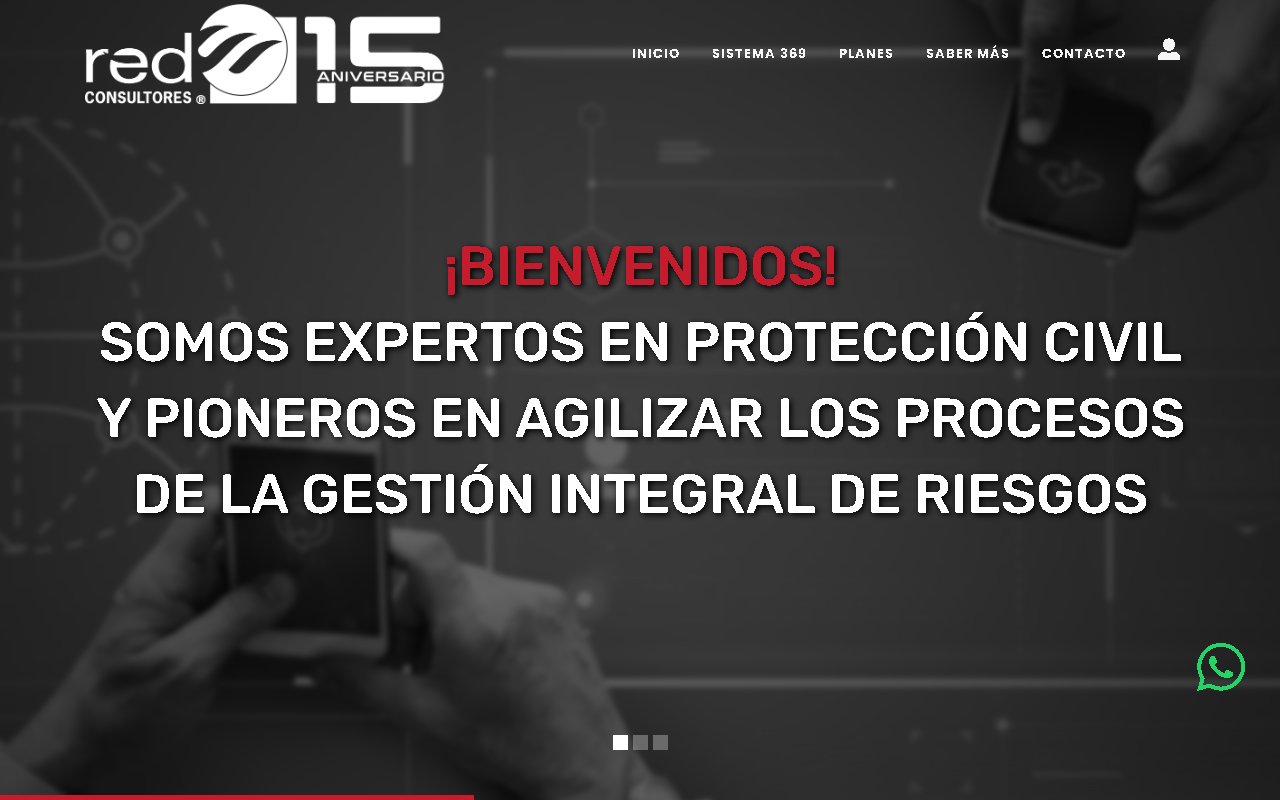 red 15
ANIVERSARIO
CONSULTORES ®
INICIO SISTEMA 369 PLANES SABER MÁS CONTACTO
¡BIENVENIDOS!
SOMOS EXPERTOS EN PROTECCIÓN CIVIL
Y PIONEROS EN AGILIZAR LOS PROCESOS
DE LA GESTIÓN INTEGRAL DE RIESGOS